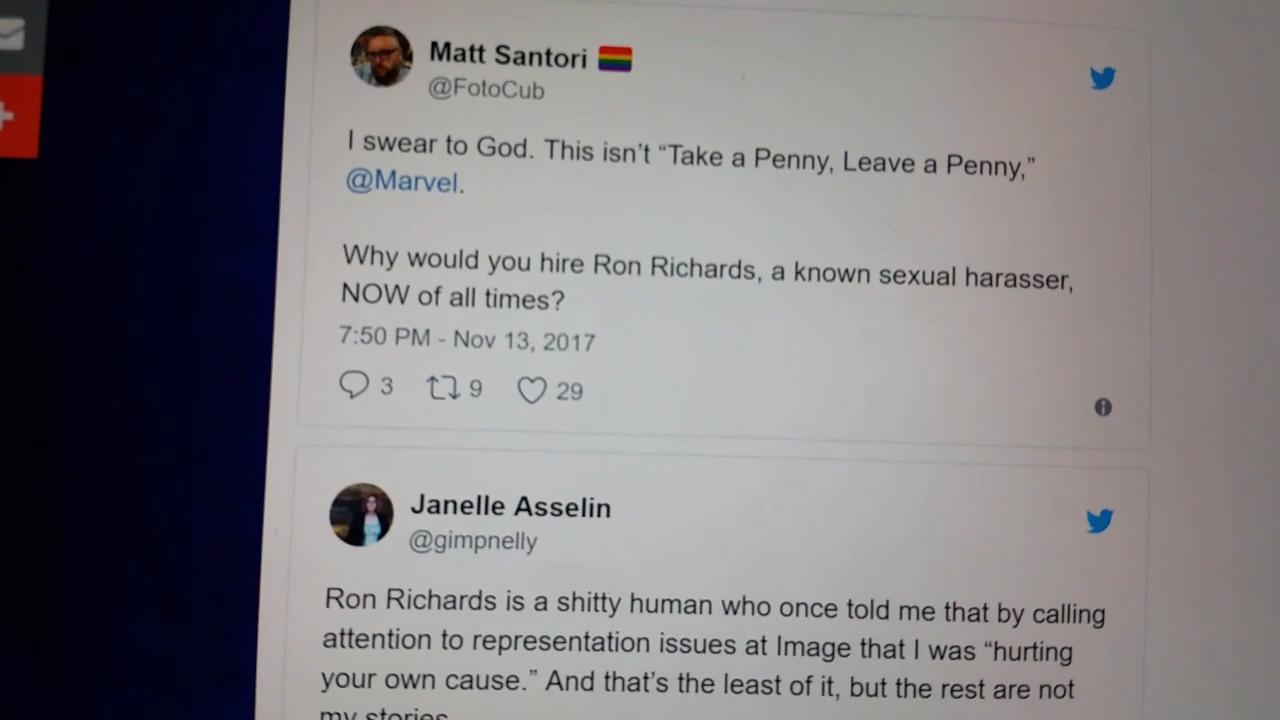 Matt Santori
@FotoCub
I swear to God. This isn't “Take a Penny, Leave a Penny,”
@Marvel.
Why would you hire Ron Richards, a known sexual harasser,
NOW of all times?
7:50 PM - Nov 13, 2017
3 9 29
Janelle Asselin
@gimpnelly
Ron Richards is a shitty human who once told me that by calling
attention to representation issues at Image that I was “hurting
your own cause.” And that's the least of it, but the rest are not
my stories